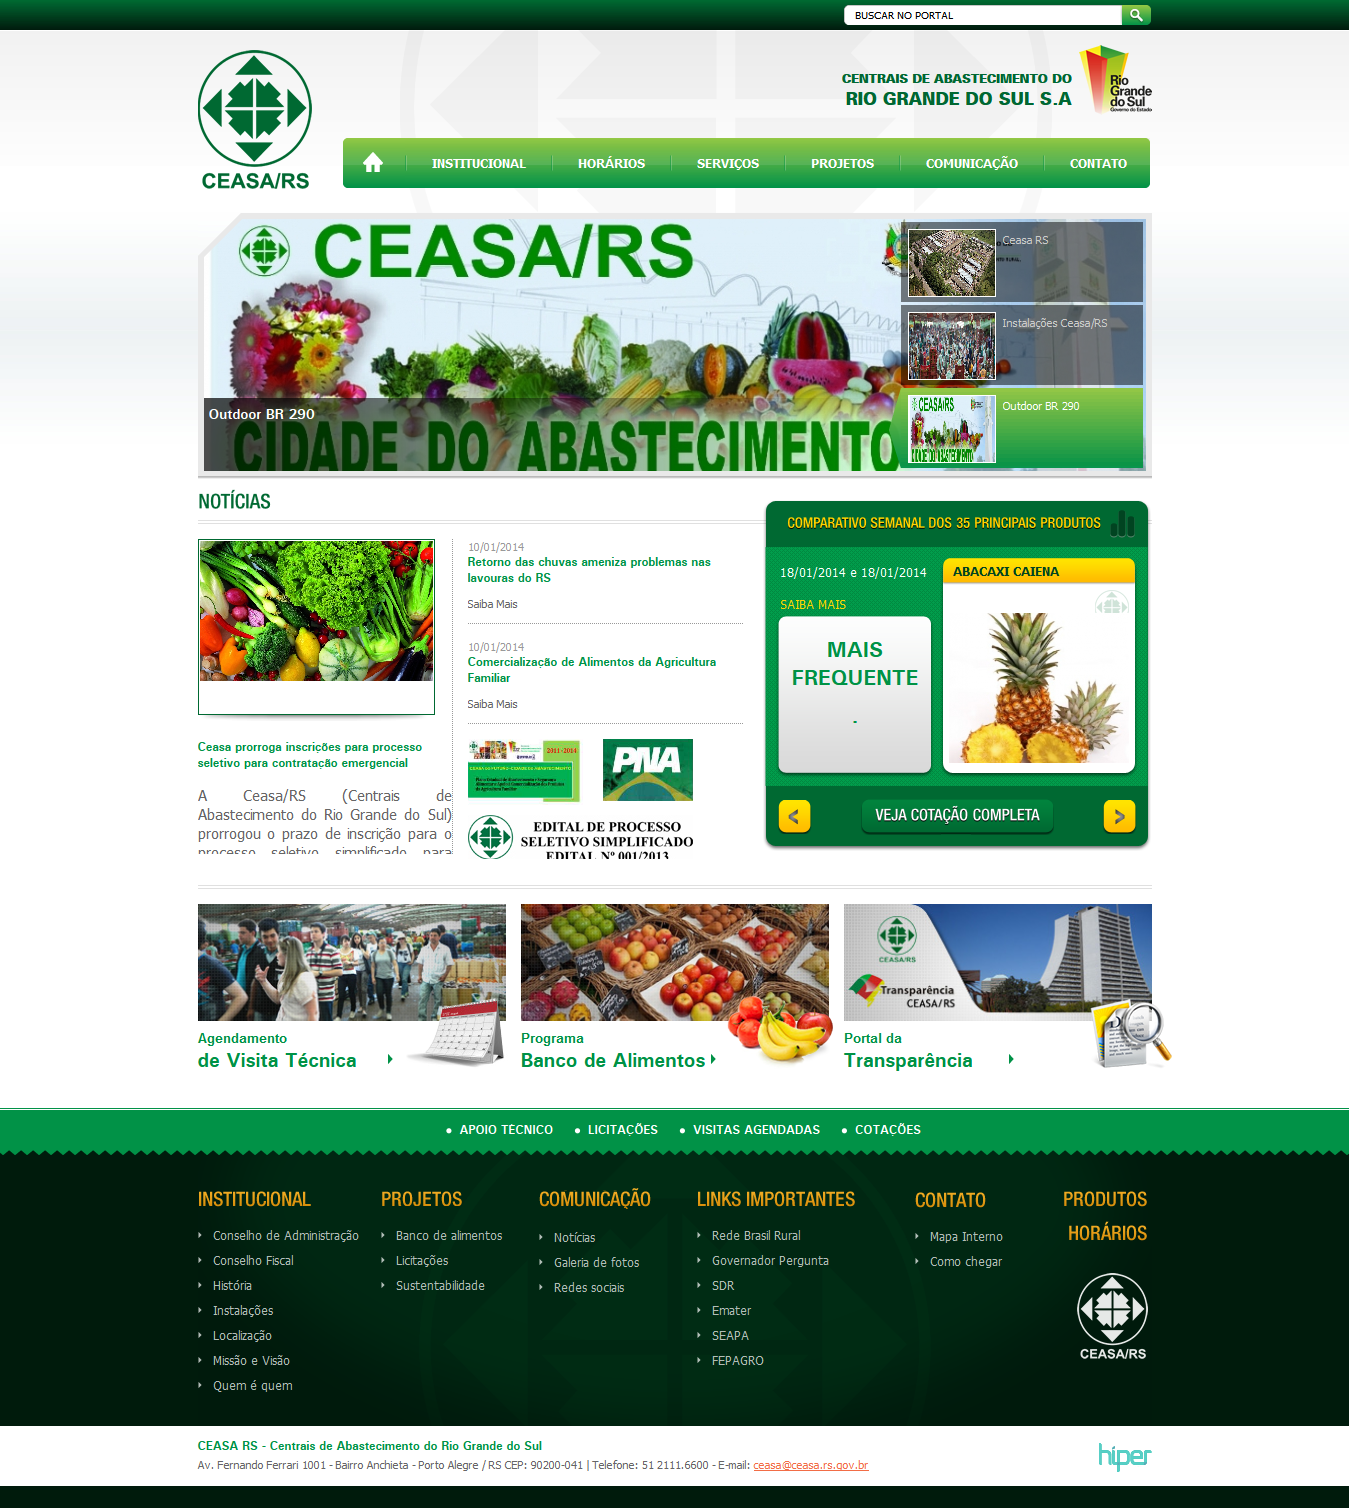 BUSCAR NO PORTAL
CENTRAIS DE ABASTECIMENTO DO
RIO GRANDE DO SUL S.A
Rio
Grande
do Sul
Governo do Estado
CEASA/RS
INSTITUCIONAL
HORÁRIOS
SERVIÇOS
PROJETOS
COMUNICAÇÃO
CONTATO
CEASA/RS
Outdoor BR 290
CIDADE DO ABASTECIMENTO
Ceasa RS
Instalações Ceasa/RS
CEASA/RS
CIDADE DO ABASTECIMENTO
Outdoor BR 290
NOTÍCIAS
Ceasa prorroga inscrições para processo
seletivo para contratação emergencial
A Ceasa/RS (Centrais de
Abastecimento do Rio Grande do Sul)
prorrogou o prazo de inscrição para o
processo seletivo simplificado para
10/01/2014
Retorno das chuvas ameniza problemas nas
lavouras do RS
Saiba Mais
10/01/2014
Comercialização de Alimentos da Agricultura
Familiar
Saiba Mais
2011-2014
PNA
EDITAL DE PROCESSO
SELETIVO SIMPLIFICADO
EDITAL Nº 001/2013
COMPARATIVO SEMANAL DOS 35 PRINCIPAIS PRODUTOS
18/01/2014 e 18/01/2014
SAIBA MAIS
MAIS
FREQUENTE
-
ABACAXI CAIENA
<
VEJA COTAÇÃO COMPLETA
>
CEASA/RS
Transparência
CEASA/RS
Agendamento
de Visita Técnica
Programa
Banco de Alimentos
Portal da
Transparência
APOIO TÉCNICO
LICITAÇÕES
VISITAS AGENDADAS
COTAÇÕES
INSTITUCIONAL
Conselho de Administração
Conselho Fiscal
História
Instalações
Localização
Missão e Visão
Quem é quem
PROJETOS
Banco de alimentos
Licitações
Sustentabilidade
COMUNICAÇÃO
Notícias
Galeria de fotos
Redes sociais
LINKS IMPORTANTES
Rede Brasil Rural
Governador Pergunta
SDR
Emater
SEAPA
FEPAGRO
CONTATO
Mapa Interno
Como chegar
PRODUTOS
HORÁRIOS
CEASA/RS
CEASA RS - Centrais de Abastecimento do Rio Grande do Sul
Av. Fernando Ferrari 1001 - Bairro Anchieta - Porto Alegre / RS CEP: 90200-041 | Telefone: 51 2111.6600 - E-mail: ceasa@ceasa.rs.gov.br
hiper